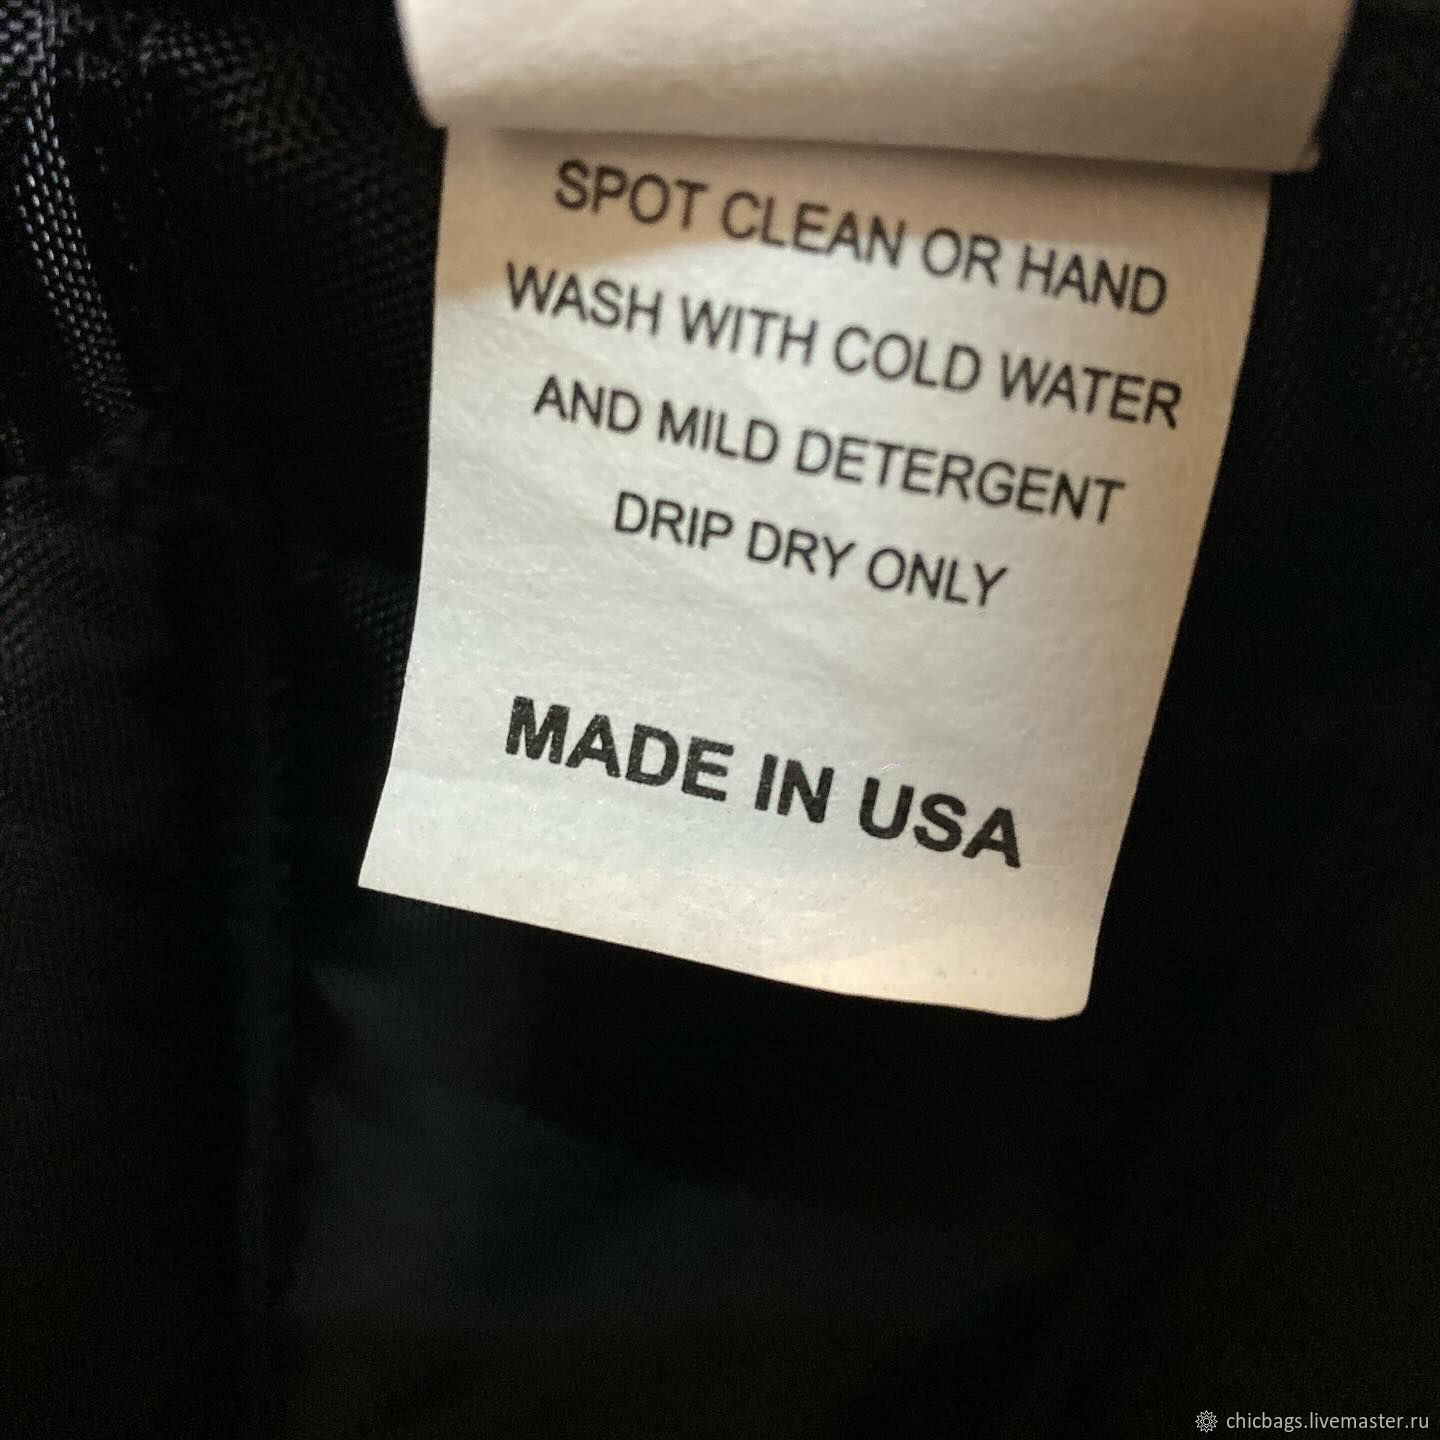 SPOT CLEAN OR HAND
WASH WITH COLD WATER
AND MILD DETERGENT
DRIP DRY ONLY
MADE IN USA
chicbags.livemaster.ru